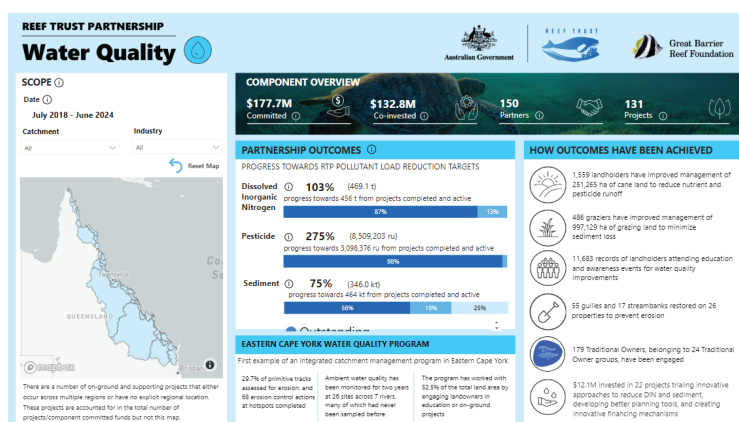 REEF TRUST PARTNERSHIP
Water Quality
Australian Government
REEF TRUST
Great Barrier
Reef Foundation
SCOPE
Date
July 2018 - June 2024
Catchment Industry
All All
Reset Map
Townsville
QUEENSLAND
Co
Se
Brisban
mapbox
There are a number of on-ground and supporting projects that either
occur across multiple regions or have no explicit regional location.
These projects are accounted for in the total number of
projects/component committed funds but not this map.
COMPONENT OVERVIEW
$177.7M
Committed
$132.8M
Co-invested
150
Partners
131
Projects
PARTNERSHIP OUTCOMES
PROGRESS TOWARDS RTP POLLUTANT LOAD REDUCTION TARGETS
Dissolved
Inorganic
Nitrogen
103% (469.1 t)
progress towards 456 t from projects completed and active
87% 13%
Pesticide 275% (8,509,203 ru)
progress towards 3,098,376 ru from projects completed and active
98%
Sediment 75% (346.0 kt)
progress towards 464 kt from projects completed and active
56% 18% 25%
Outstanding
EASTERN CAPE YORK WATER QUALITY PROGRAM
First example of an integrated catchment management program in Eastern Cape York
29.7% of primitive tracks
assessed for erosion, and
68 erosion control actions
at hotspots completed
Ambient water quality has
been monitored for two years
at 26 sites across 7 rivers,
many of which had never
been sampled before
The program has worked with
52.5% of the total land area by
engaging landowners in
education or on-ground
projects
HOW OUTCOMES HAVE BEEN ACHIEVED
1,559 landholders have improved management of
251,265 ha of cane land to reduce nutrient and
pesticide runoff
486 graziers have improved management of
997,129 ha of grazing land to minimize
sediment loss
11,683 records of landholders attending education
and awareness events for water quality
improvements
55 gullies and 17 streambanks restored on 26
properties to prevent erosion
179 Traditional Owners, belonging to 24 Traditional
Owner groups, have been engaged
$12.1M invested in 22 projects trialing innovative
approaches to reduce DIN and sediment,
developing better planning tools, and creating
innovative financing mechanisms